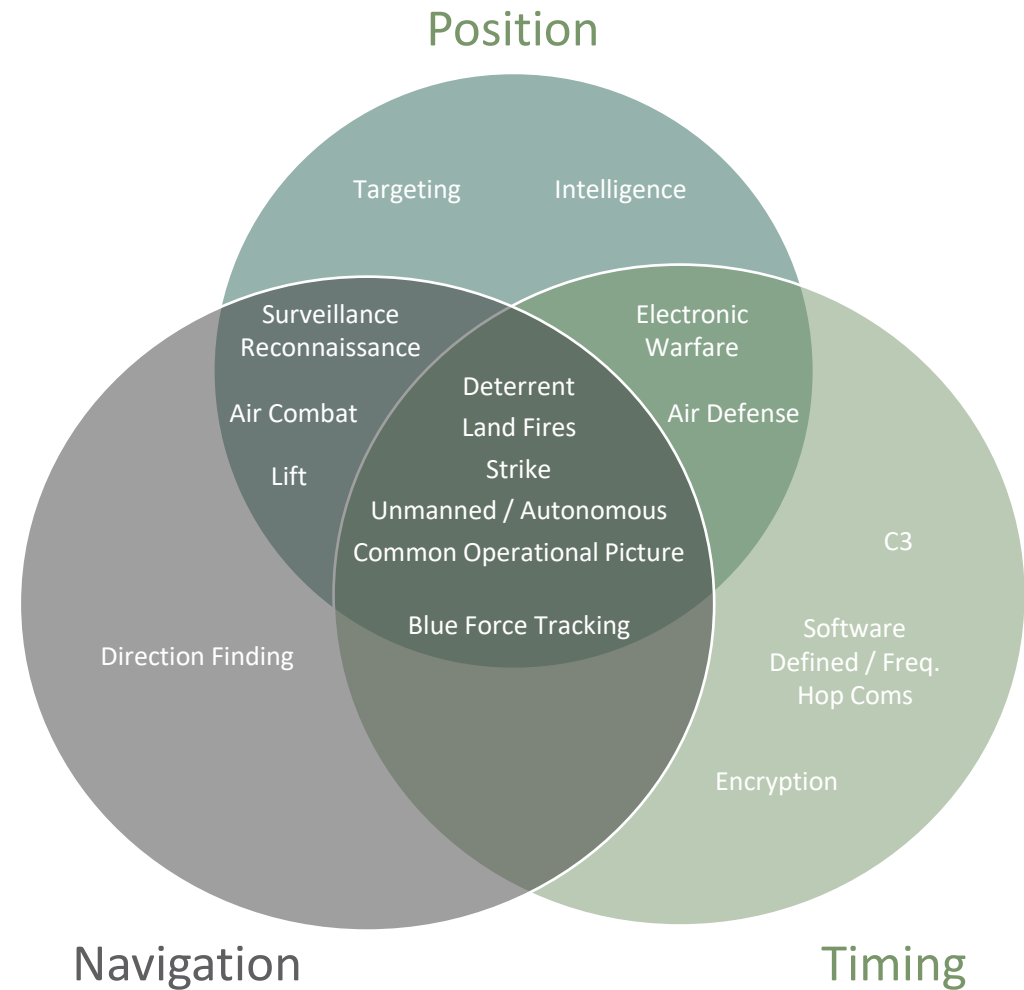 Position
Targeting
Intelligence
Surveillance
Reconnaissance
Air Combat
Lift
Electronic
Warfare
Air Defense
Deterrent
Land Fires
Strike
Unmanned / Autonomous
Common Operational Picture
Blue Force Tracking
Direction Finding
C3
Software
Defined / Freq.
Hop Coms
Encryption
Navigation
Timing